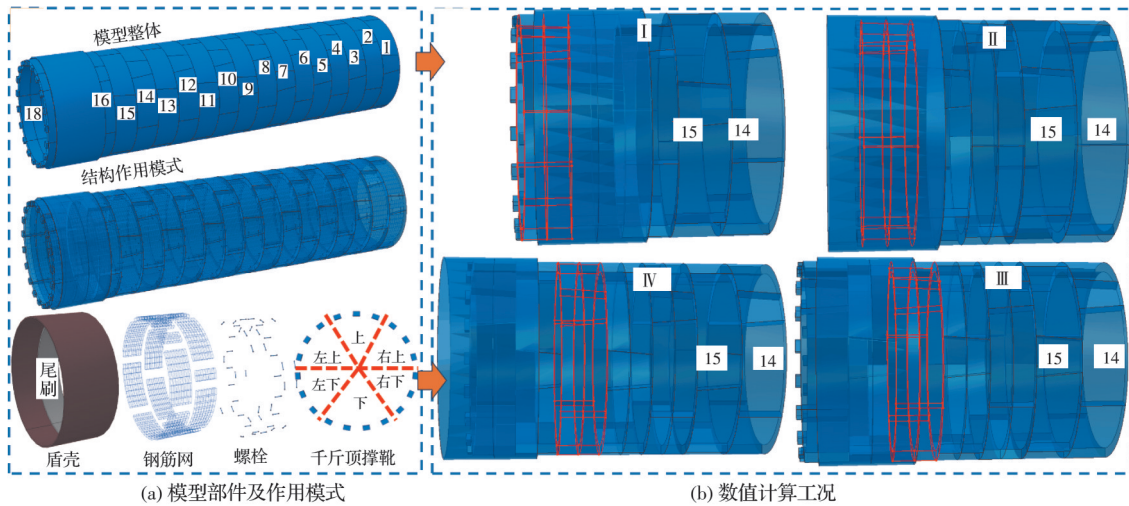 模型整体
18 16 15 14 13 12 11 10 9 8 7 6 5 4 3 2 1
结构作用模式
尾刷
上
左上 右上
左下 右下
下
盾壳 钢筋网 螺栓 千斤顶撑靴
(a) 模型部件及作用模式
Ⅰ
15 14
Ⅱ
15 14
Ⅳ
15 14
Ⅲ
15 14
(b) 数值计算工况